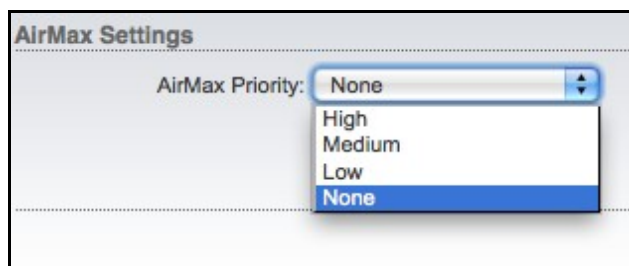 AirMax Settings
AirMax Priority: None
High
Medium
Low
None